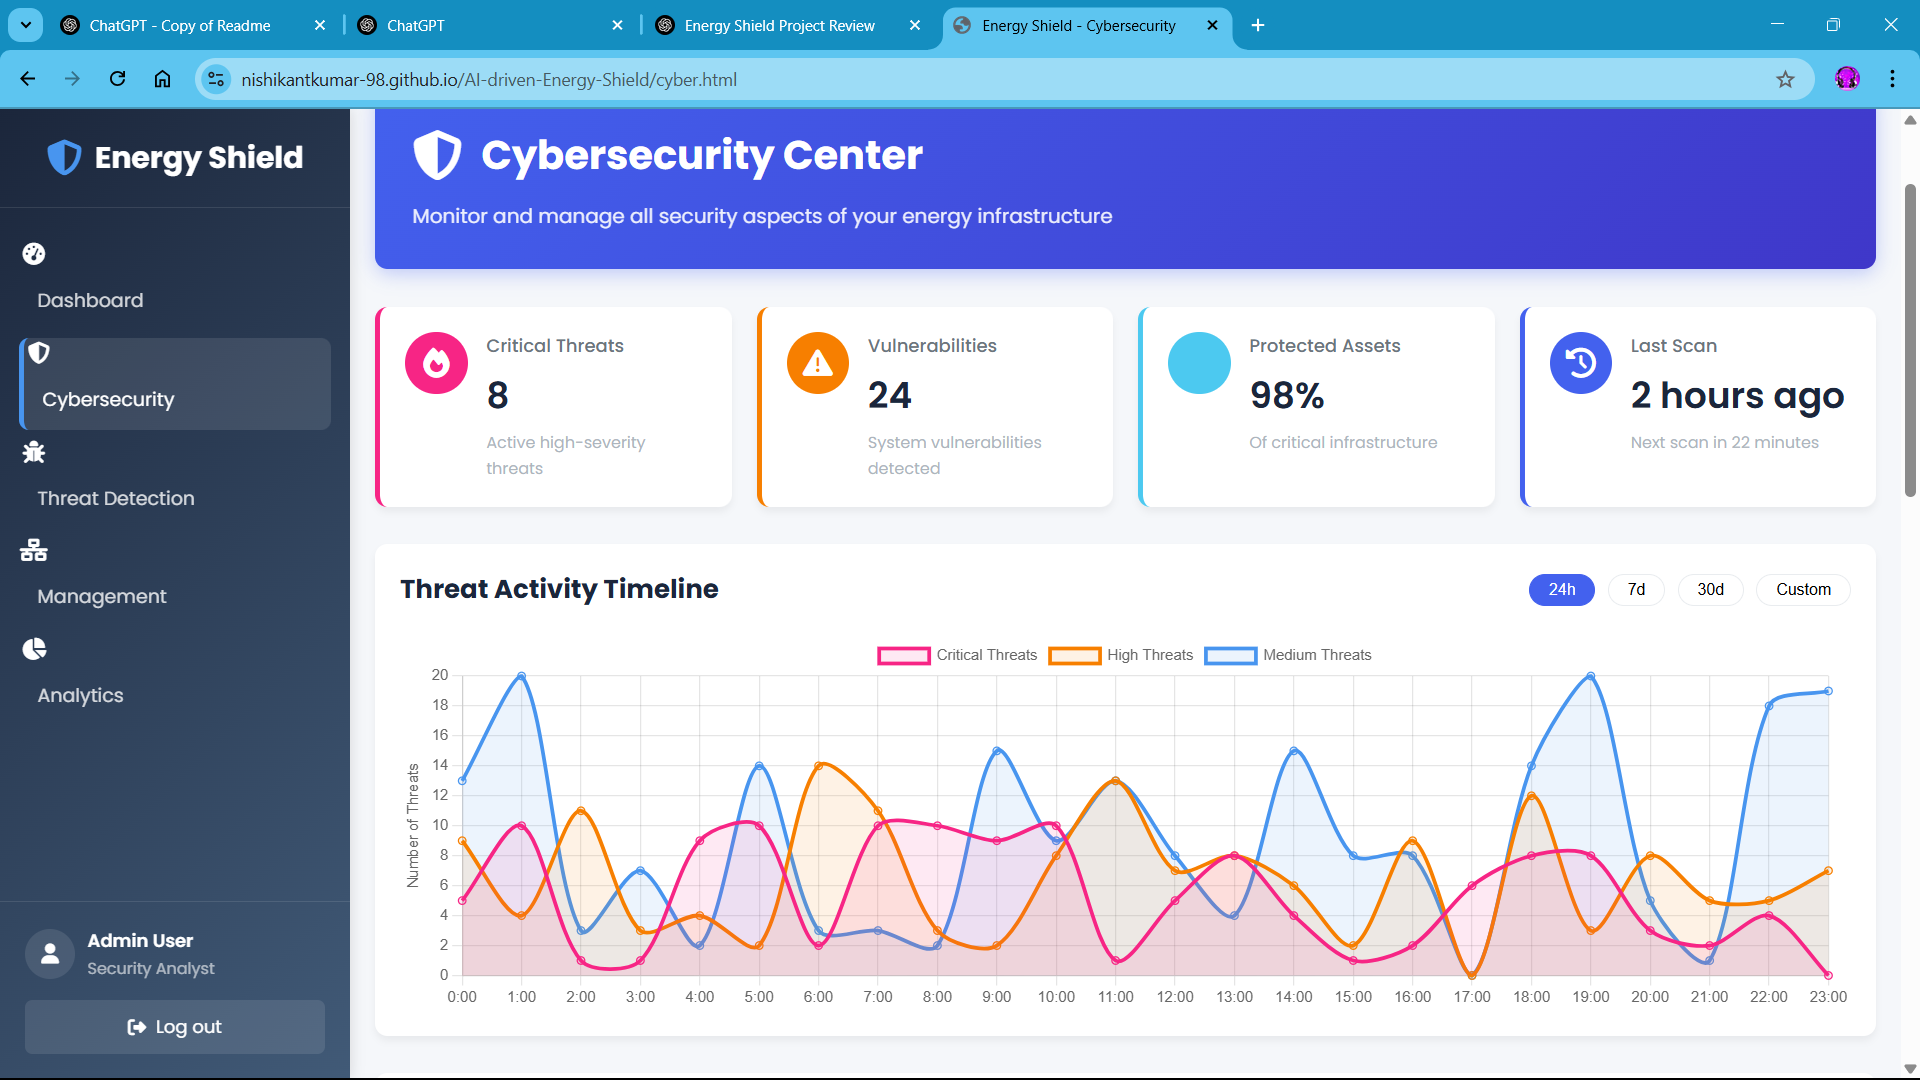 ChatGPT - Copy of Readme
ChatGPT
Energy Shield Project Review
Energy Shield - Cybersecurity
nishikantkumar-98.github.io/AI-driven-Energy-Shield/cyber.html
Energy Shield
Dashboard
Cybersecurity
Threat Detection
Management
Analytics
Admin User
Security Analyst
Log out
Cybersecurity Center
Monitor and manage all security aspects of your energy infrastructure
Critical Threats
8
Active high-severity
threats
Vulnerabilities
24
System vulnerabilities
detected
Protected Assets
98%
Of critical infrastructure
Last Scan
2 hours ago
Next scan in 22 minutes
Threat Activity Timeline
24h
7d
30d
Custom
Critical Threats
High Threats
Medium Threats
Number of Threats
20
18
16
14
12
10
8
6
4
2
0
0:00 1:00 2:00 3:00 4:00 5:00 6:00 7:00 8:00 9:00 10:00 11:00 12:00 13:00 14:00 15:00 16:00 17:00 18:00 19:00 20:00 21:00 22:00 23:00